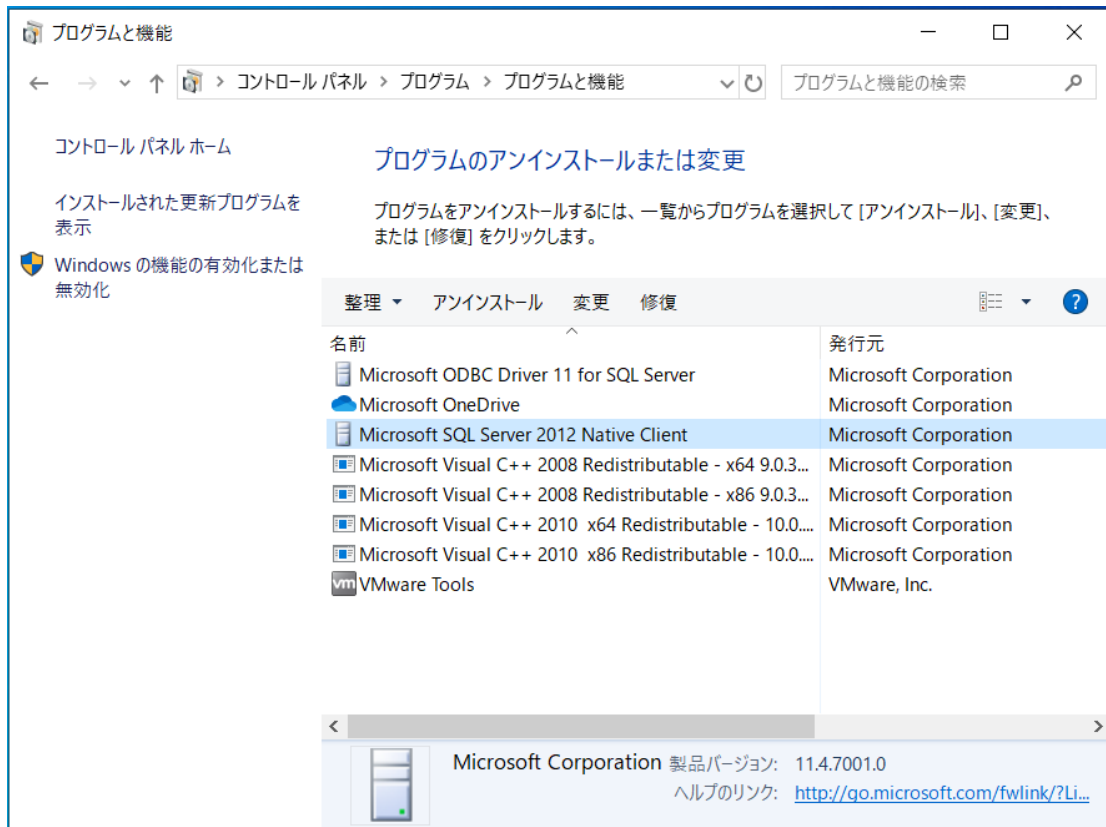 プログラムと機能
コントロール パネル > プログラム > プログラムと機能
プログラムと機能の検索
コントロール パネル ホーム
インストールされた更新プログラムを
表示
Windows の機能の有効化または
無効化
プログラムのアンインストールまたは変更
プログラムをアンインストールするには、一覧からプログラムを選択して [アンインストール]、[変更]、
または [修復] をクリックします。
整理 アンインストール 変更 修復
名前 発行元
Microsoft ODBC Driver 11 for SQL Server Microsoft Corporation
Microsoft OneDrive Microsoft Corporation
Microsoft SQL Server 2012 Native Client Microsoft Corporation
Microsoft Visual C++ 2008 Redistributable - x64 9.0.3... Microsoft Corporation
Microsoft Visual C++ 2008 Redistributable - x86 9.0.3... Microsoft Corporation
Microsoft Visual C++ 2010 x64 Redistributable - 10.0.... Microsoft Corporation
Microsoft Visual C++ 2010 x86 Redistributable - 10.0.... Microsoft Corporation
vm VMware Tools VMware, Inc.
Microsoft Corporation 製品バージョン: 11.4.7001.0
ヘルプのリンク: http://go.microsoft.com/fwlink/?Li...